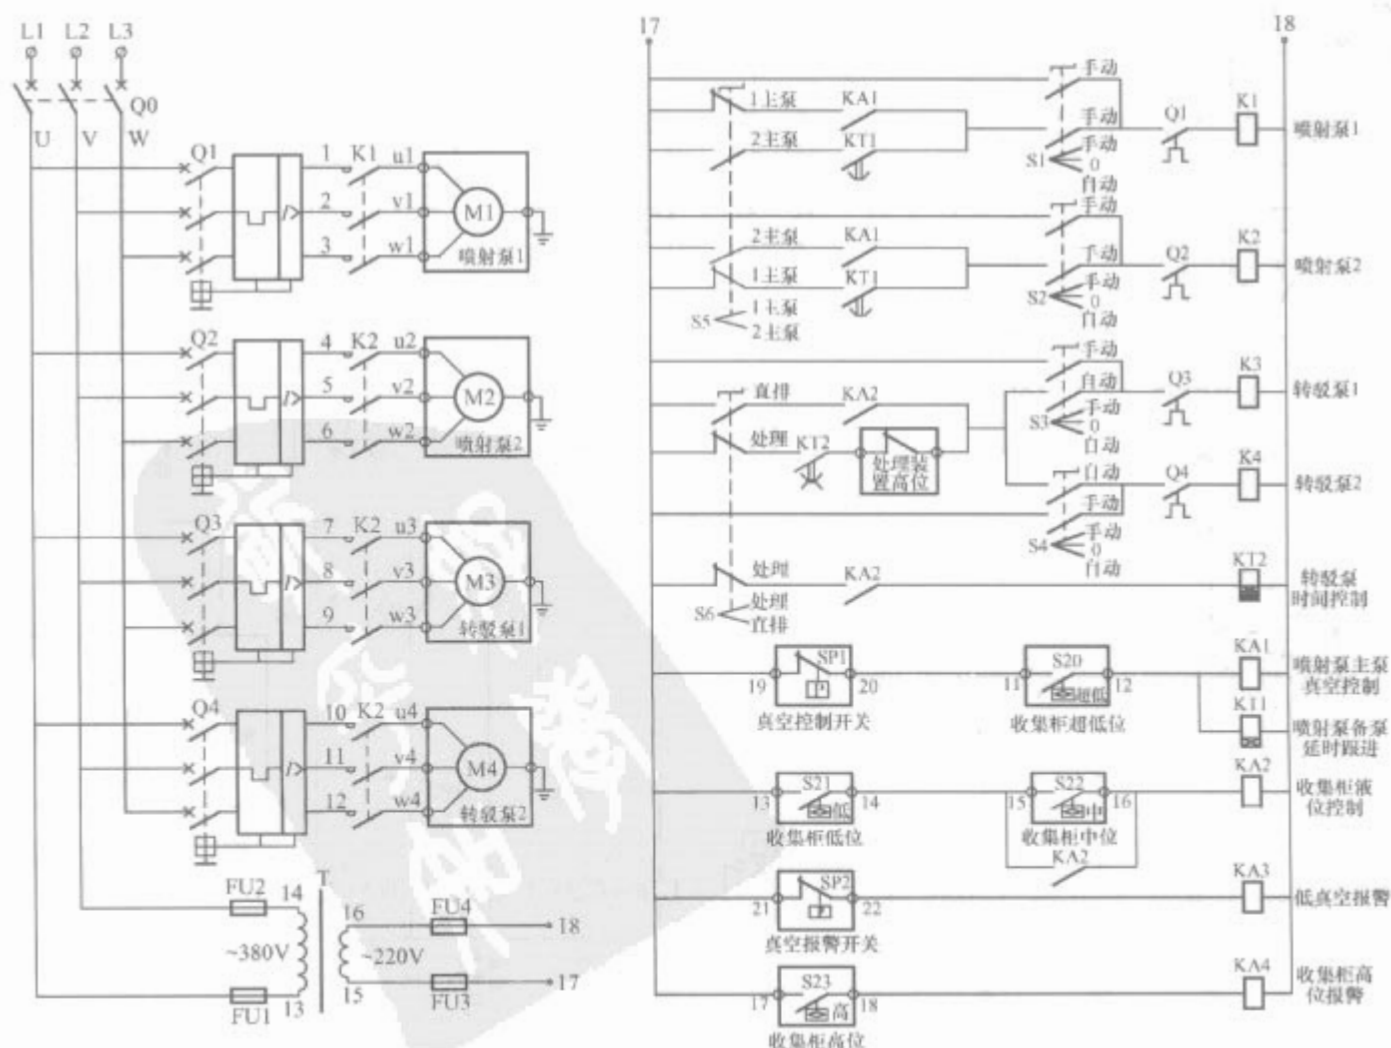 L1 L2 L3
Q0
U V W
Q1 1 K1 u1
2 v1 M1
3 w1 喷射泵1
Q2 4 K2 u2
5 v2 M2
6 w2 喷射泵2
Q3 7 K2 u3
8 v3 M3
9 w3 转驳泵1
Q4 10 K2 u4
11 v4 M4
12 w4 转驳泵2
I> I> I> I>
FU2 14 T 16 FU4 18
~380V ~220V
FU1 13 15 FU3 17
17 18
手动
1主泵 KA1 Q1 K1 喷射泵1
手动
2主泵 KT1
S1 手动
0
自动
手动
2主泵 KA1 Q2 K2 喷射泵2
手动
1主泵 KT1
S2 手动
0
自动
S5 1主泵
2主泵
手动
直排 KA2 自动 Q3 K3 转驳泵1
S3 手动
0
自动
处理 KT2 处理装
置高位
自动 Q4 K4 转驳泵2
手动
S4 手动
0
自动
处理 KA2 KT2 转驳泵
时间控制
S6 处理
直排
19 SP1 20 11 S20 超低 12 KA1 喷射泵主泵
真空控制
真空控制开关 收集柜超低位
KT1 喷射泵备泵
延时跟进
13 S21 低 14 15 S22 中 16 KA2 收集柜液
位控制
收集柜低位 收集柜中位
KA2
21 SP2 22 KA3 低真空报警
真空报警开关
17 S23 高 18 KA4 收集柜高
位报警
收集柜高位